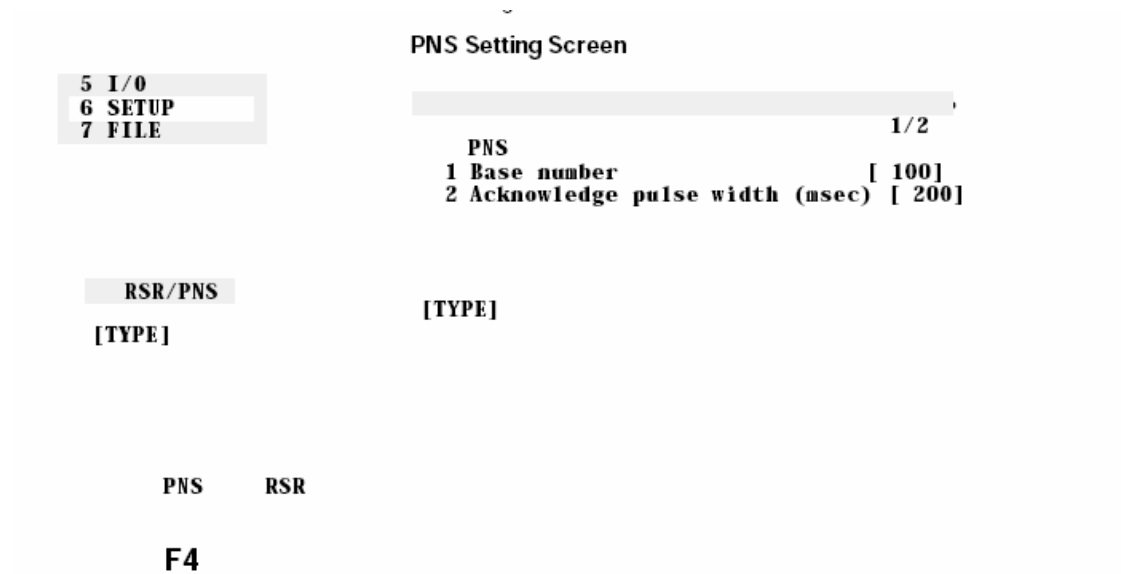 PNS Setting Screen
5 I/O
6 SETUP
7 FILE
1/2
PNS
1 Base number [ 100]
2 Acknowledge pulse width (msec) [ 200]
RSR/PNS
[TYPE]
[TYPE]
PNS RSR
F4